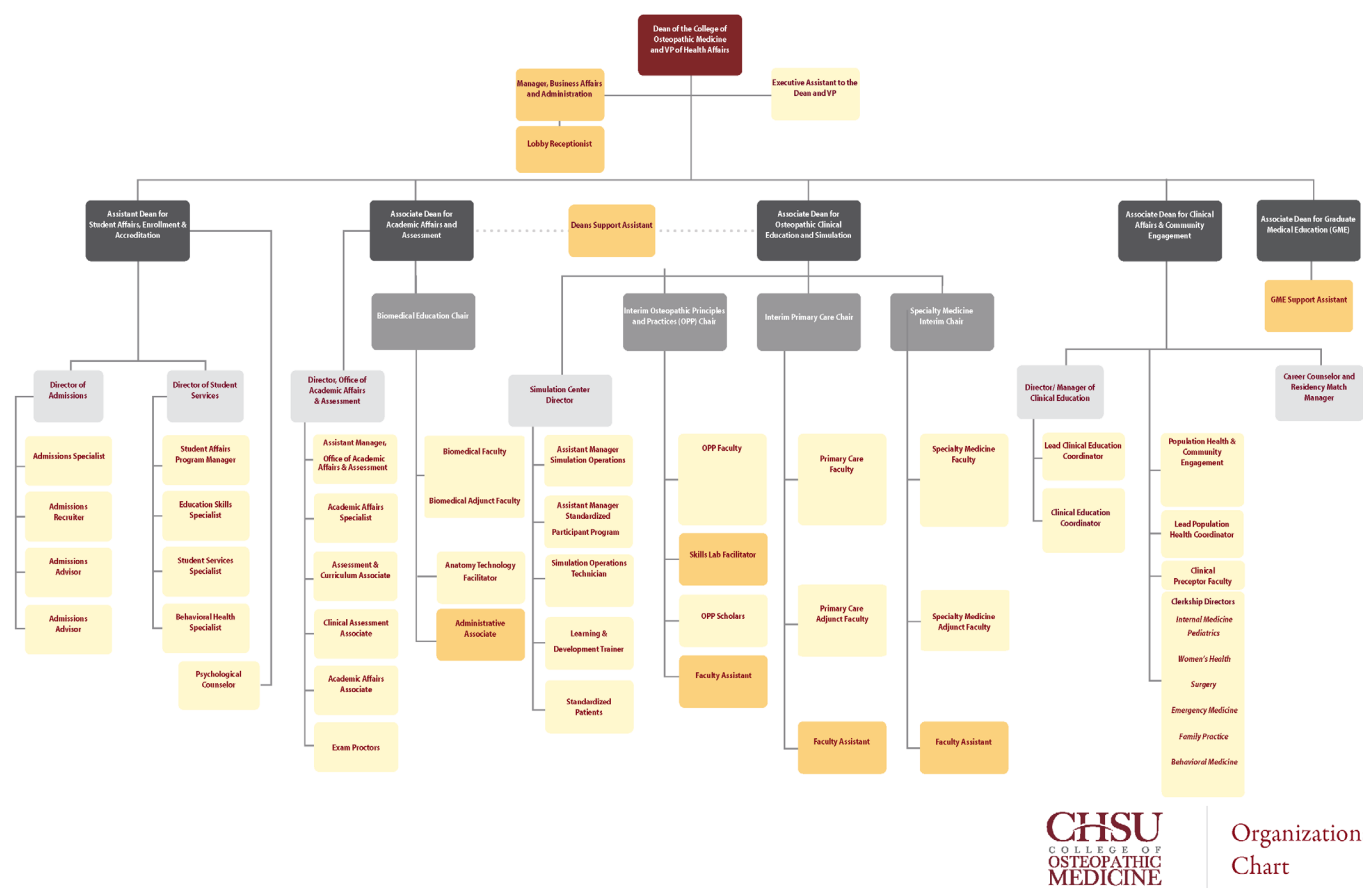 Dean of the College of
Osteopathic Medicine
and VP of Health Affairs
Manager, Business Affairs
and Administration
Executive Assistant to the
Dean and VP
Lobby Receptionist
Assistant Dean for
Student Affairs, Enrollment &
Accreditation
Associate Dean for
Academic Affairs and
Assessment
Deans Support Assistant
Associate Dean for
Osteopathic Clinical
Education and Simulation
Associate Dean for Clinical
Affairs & Community
Engagement
Associate Dean for Graduate
Medical Education (GME)
GME Support Assistant
Biomedical Education Chair
Interim Osteopathic Principles
and Practices (OPP) Chair
Interim Primary Care Chair
Specialty Medicine
Interim Chair
Director of
Admissions
Director of Student
Services
Director, Office of
Academic Affairs
& Assessment
Simulation Center
Director
Director/ Manager of
Clinical Education
Career Counselor and
Residency Match
Manager
Admissions Specialist
Admissions
Recruiter
Admissions
Advisor
Admissions
Advisor
Student Affairs
Program Manager
Education Skills
Specialist
Student Services
Specialist
Behavioral Health
Specialist
Psychological
Counselor
Assistant Manager,
Office of Academic
Affairs & Assessment
Academic Affairs
Specialist
Assessment &
Curriculum Associate
Clinical Assessment
Associate
Academic Affairs
Associate
Exam Proctors
Biomedical Faculty
Biomedical Adjunct Faculty
Anatomy Technology
Facilitator
Administrative
Associate
Assistant Manager
Simulation Operations
Assistant Manager
Standardized
Participant Program
Simulation Operations
Technician
Learning &
Development Trainer
Standardized
Patients
OPP Faculty
Skills Lab Facilitator
OPP Scholars
Faculty Assistant
Primary Care
Faculty
Primary Care
Adjunct Faculty
Faculty Assistant
Specialty Medicine
Faculty
Specialty Medicine
Adjunct Faculty
Faculty Assistant
Lead Clinical Education
Coordinator
Clinical Education
Coordinator
Population Health &
Community
Engagement
Lead Population
Health Coordinator
Clinical
Preceptor Faculty
Clerkship Directors
Internal Medicine
Pediatrics
Women's Health
Surgery
Emergency Medicine
Family Practice
Behavioral Medicine
CHSU
COLLEGE OF
OSTEOPATHIC
MEDICINE
Organization
Chart